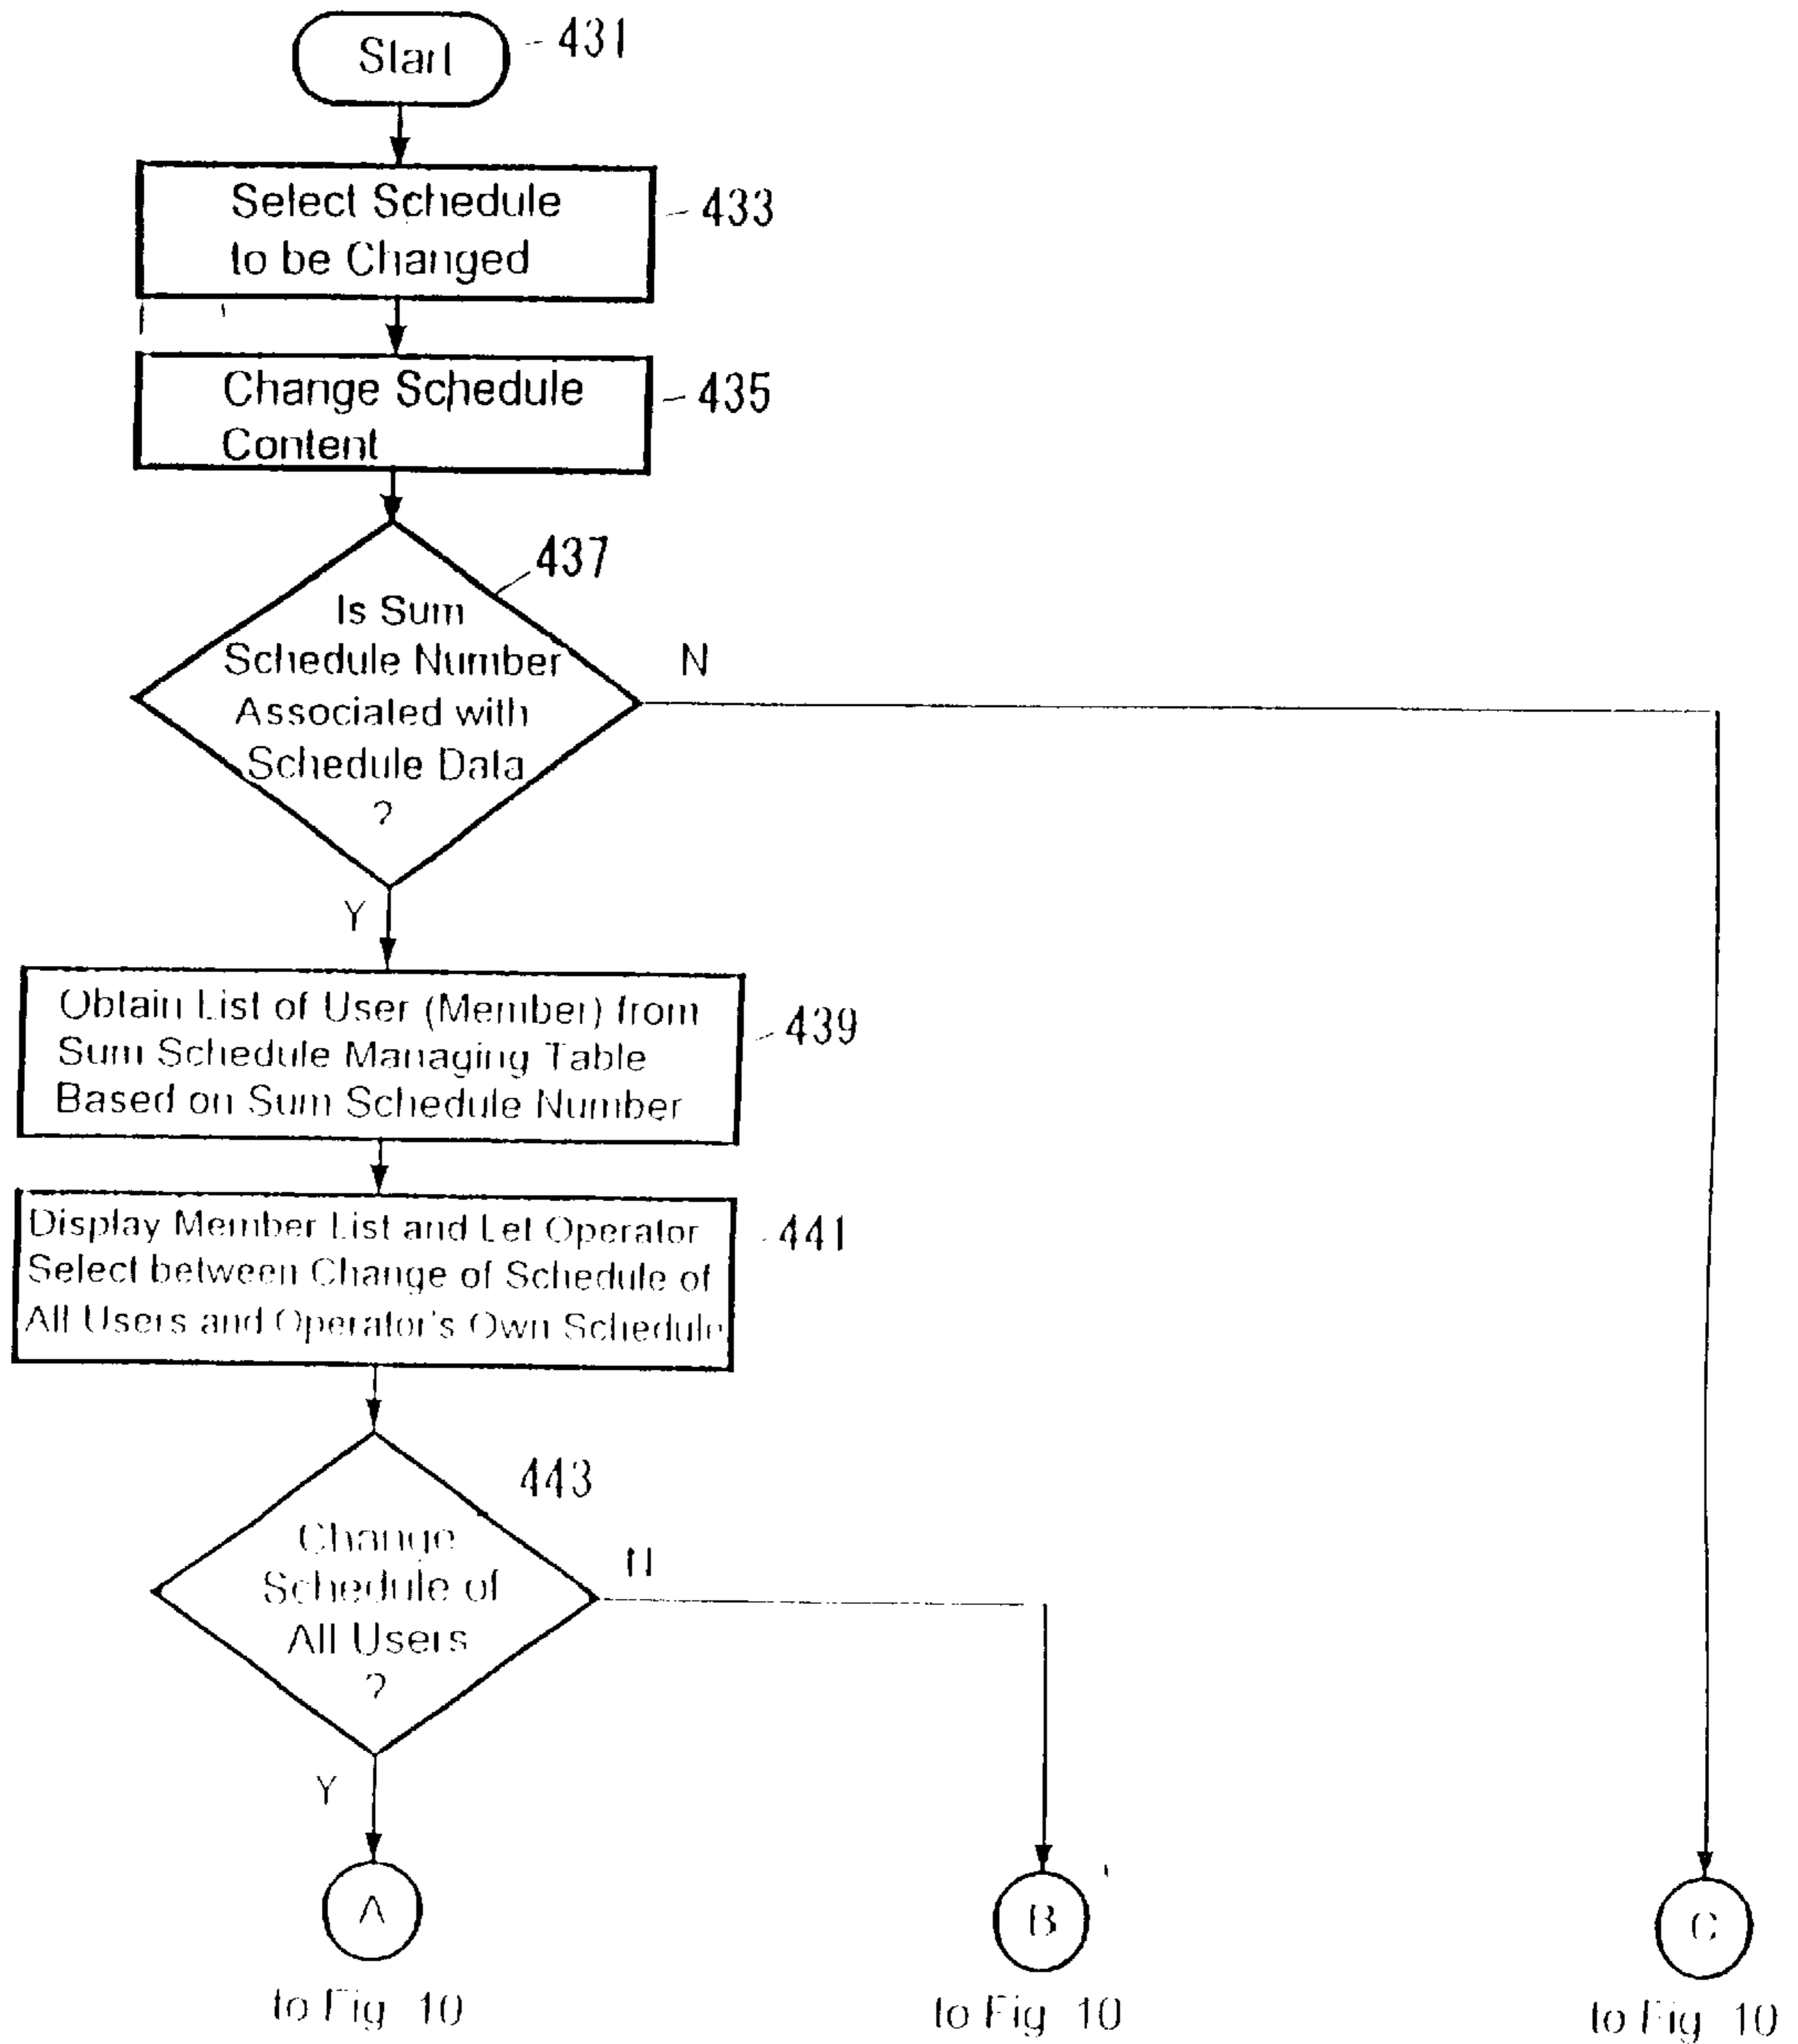 Start
431
Select Schedule
to be Changed
433
Change Schedule
Content
435
437
Is Sum
Schedule Number
Associated with
Schedule Data
?
N
Y
Obtain List of User (Member) from
Sum Schedule Managing Table
Based on Sum Schedule Number
439
Display Member List and Let Operator
Select between Change of Schedule of
All Users and Operator's Own Schedule
441
443
Change
Schedule of
All Users
?
N
Y
A
B
C
to Fig. 10
to Fig. 10
to Fig. 10